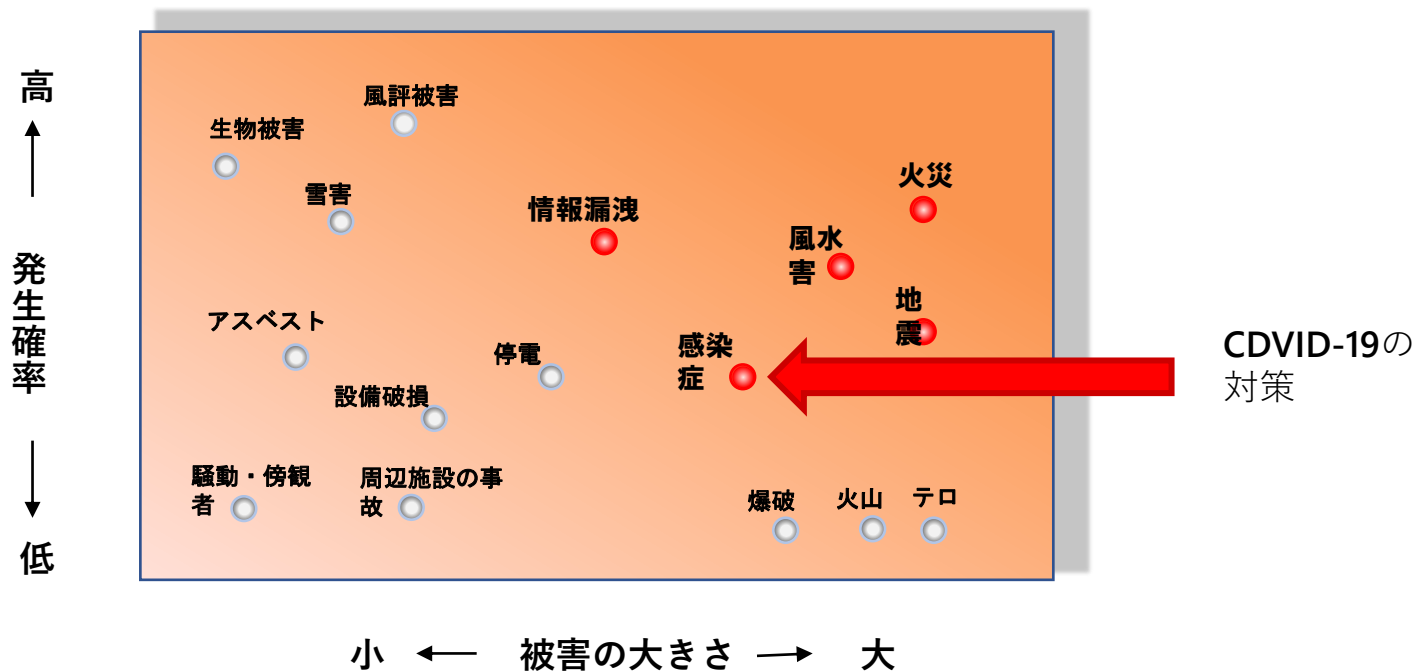 高
風評被害
生物被害
火災
雪害
情報漏洩
風水
害
発生確率
地
震
アスベスト
停電
感染
症
CDVID-19の
対策
設備破損
騒動・傍観
者
周辺施設の事
故
爆破
火山
テロ
低
小
被害の大きさ
大